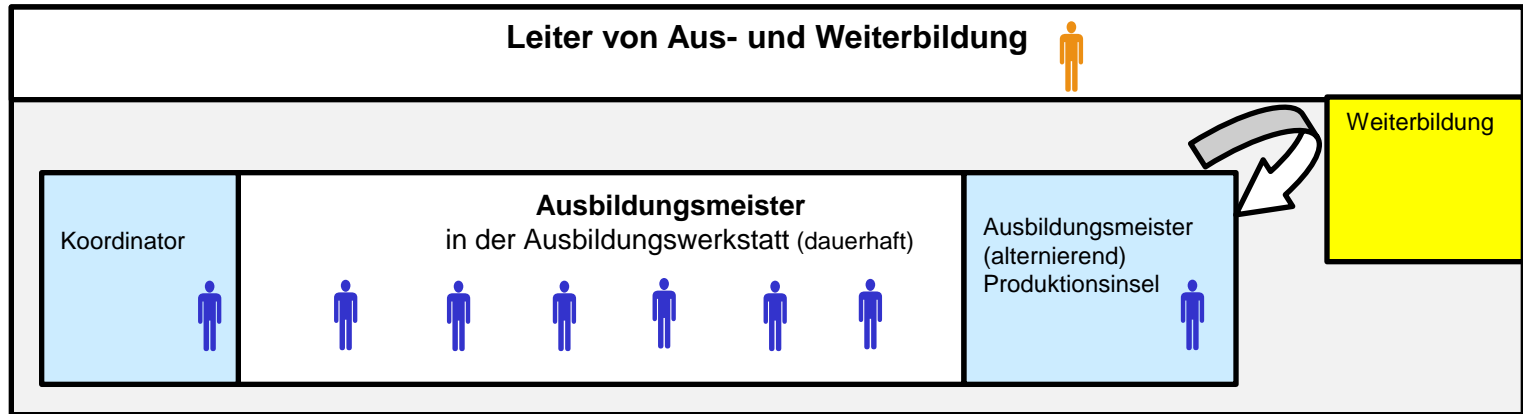 Leiter von Aus- und Weiterbildung
Weiterbildung
Koordinator
Ausbildungsmeister
in der Ausbildungswerkstatt (dauerhaft)
Ausbildungsmeister
(alternierend)
Produktionsinsel